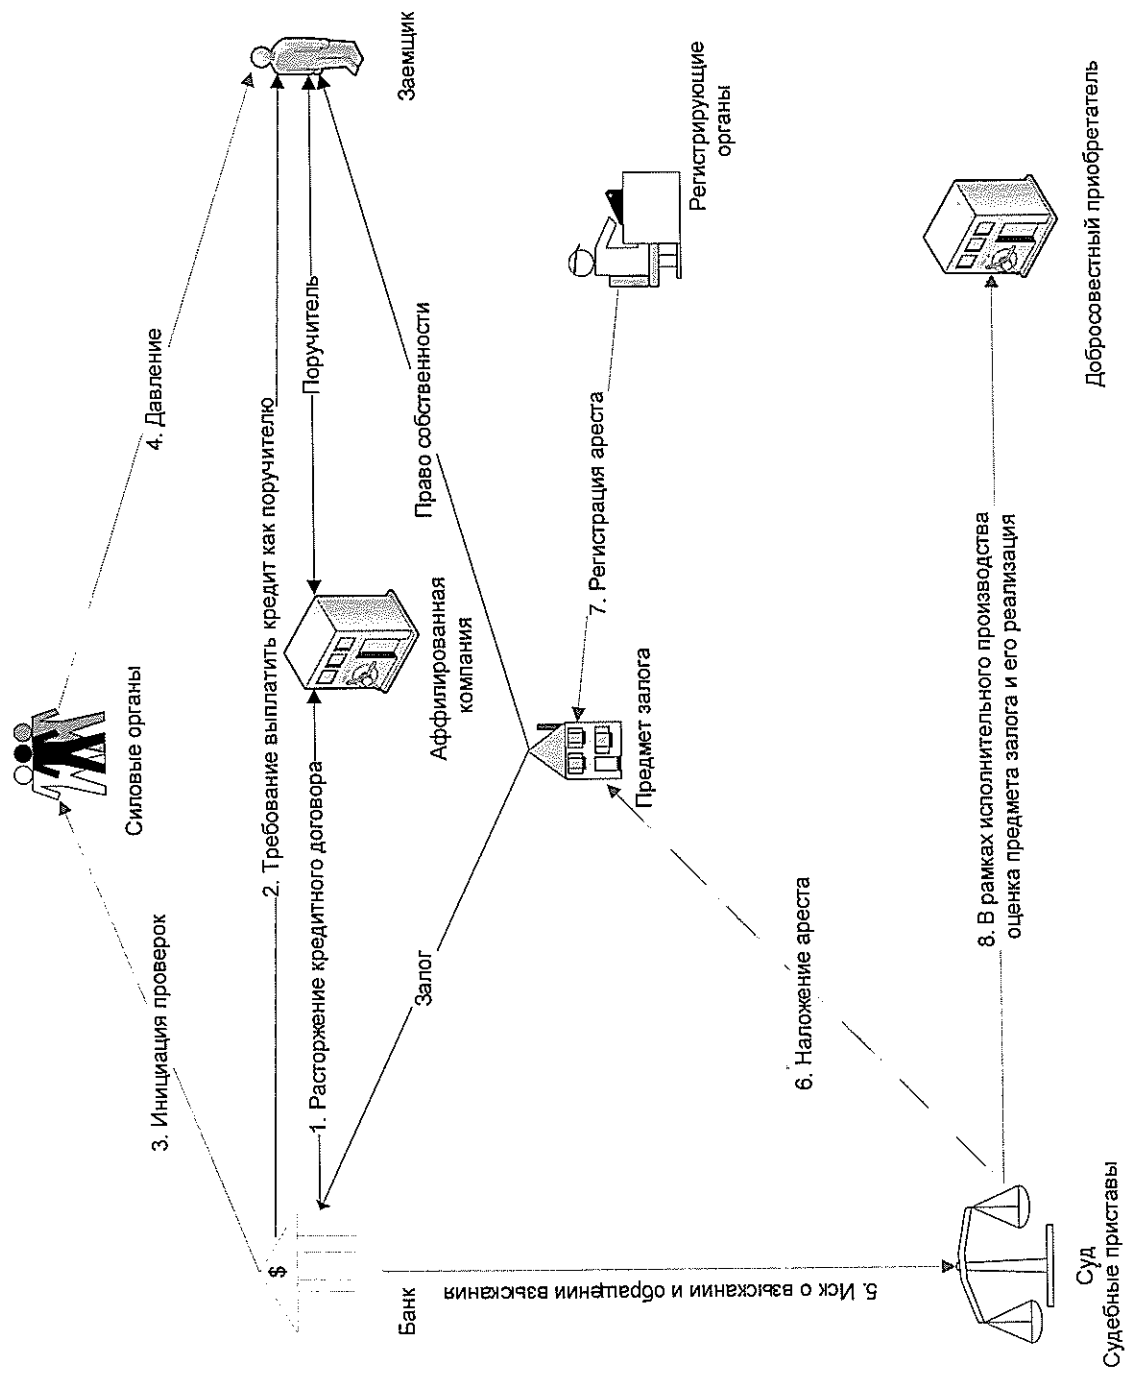 Силовые органы
3. Инициация проверок
4. Давление
2. Требование выплатить кредит как поручителю
1. Расторжение кредитного договора
Поручитель
Банк
Аффилированная
компания
Заемщик
Залог
Право собственности
Предмет залога
7. Регистрация ареста
Регистрирующие
органы
5. Иск о взыскании и обращении взыскания
6. Наложение ареста
8. В рамках исполнительного производства
оценка предмета залога и его реализация
Суд
Судебные приставы
Добросовестный приобретатель
$